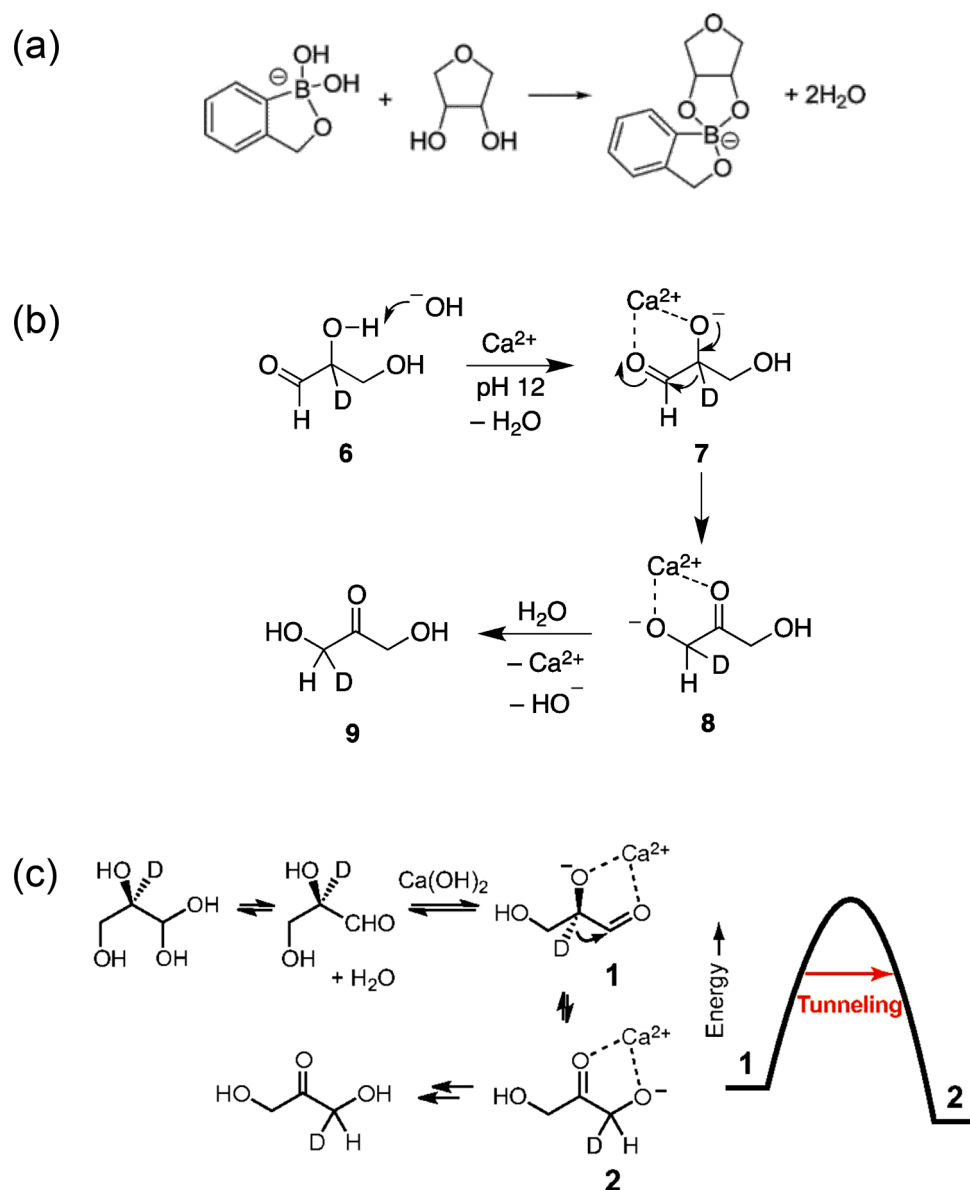 (a)
OH
⊖
B
OH
O
+
O
HO OH
O
O O
B
⊖
O
+ 2H₂O
(b)
O–H ⁻OH
O
OH
H D
6
Ca²⁺
pH 12
– H₂O
Ca²⁺
O⁻
O
OH
H D
7
O
HO
OH
H D
9
H₂O
– Ca²⁺
– HO⁻
Ca²⁺
O
⁻O
OH
D
H
8
(c)
HO D
OH
OH OH
HO D
CHO
OH
+ H₂O
Ca(OH)₂
⁻O
Ca²⁺
HO
O
D
1
O
HO
OH
D H
Ca²⁺
O
HO
O⁻
D H
2
Energy →
Tunneling
1
2